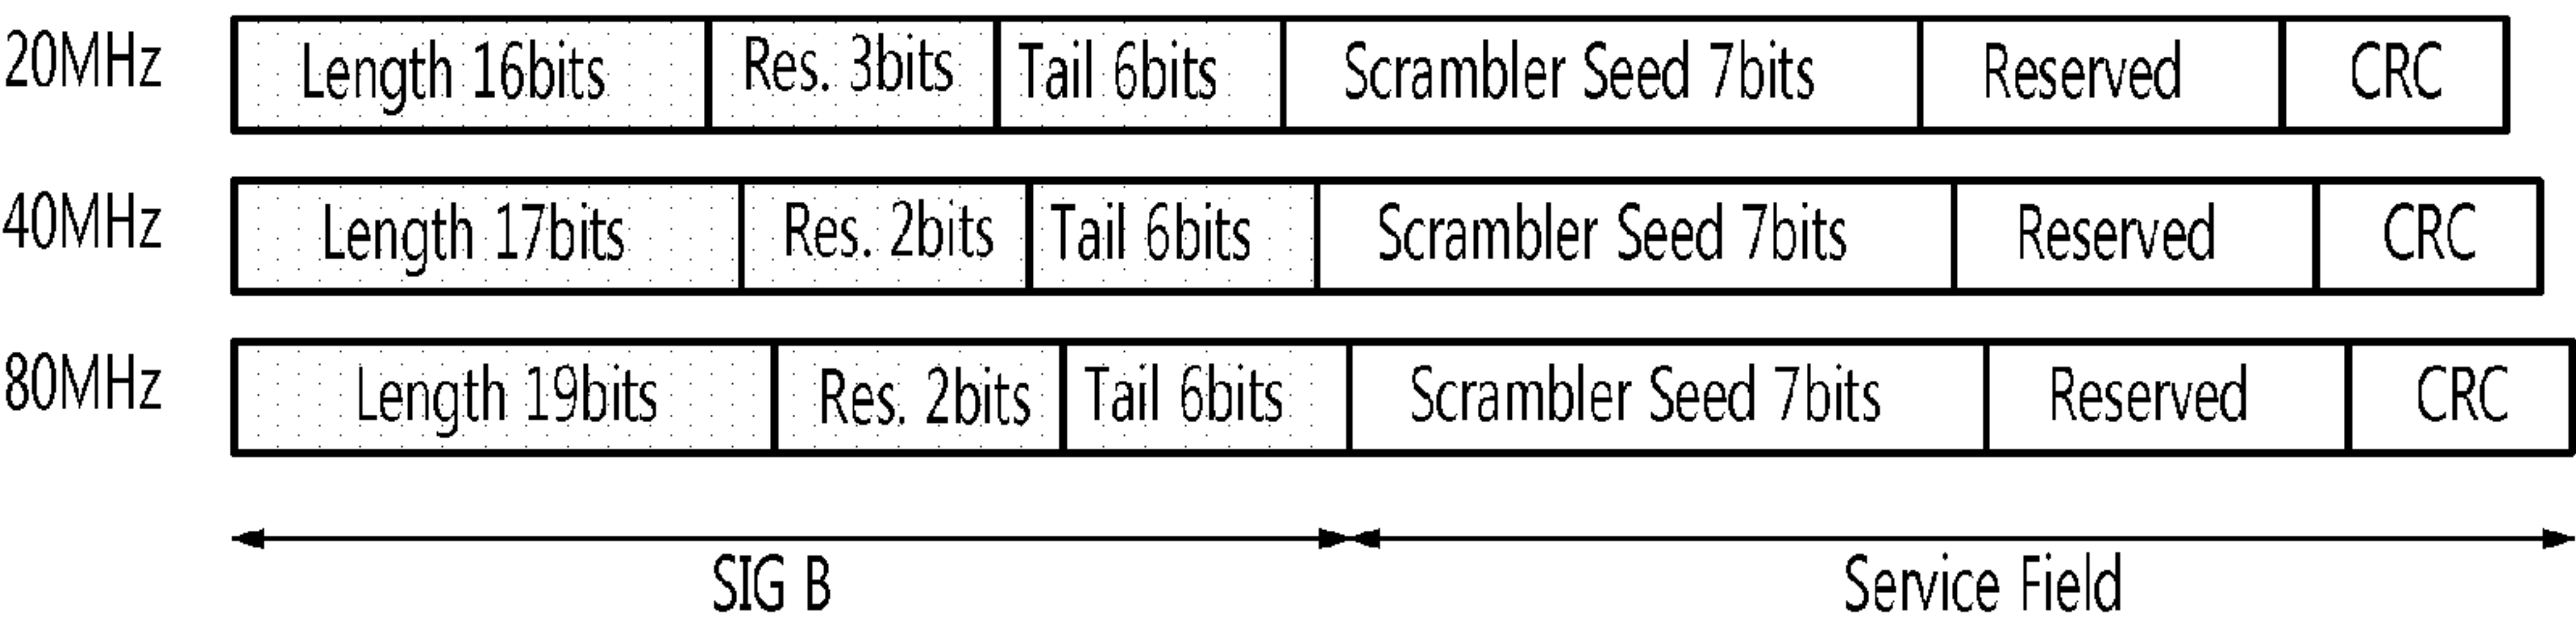 20MHz Length 16bits Res. 3bits Tail 6bits Scrambler Seed 7bits Reserved CRC
40MHz Length 17bits Res. 2bits Tail 6bits Scrambler Seed 7bits Reserved CRC
80MHz Length 19bits Res. 2bits Tail 6bits Scrambler Seed 7bits Reserved CRC
SIG B Service Field